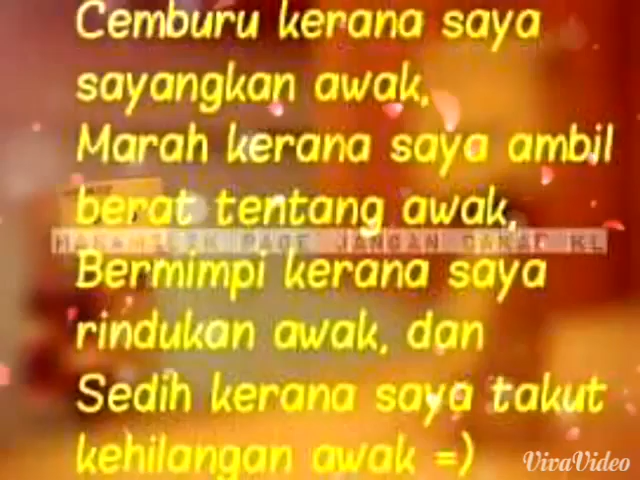 Cemburu kerana saya
sayangkan awak,
Marah kerana saya ambil
berat tentang awak,
Bermimpi kerana saya
rindukan awak, dan
Sedih kerana saya takut
kehilangan awak =)
VivaVideo